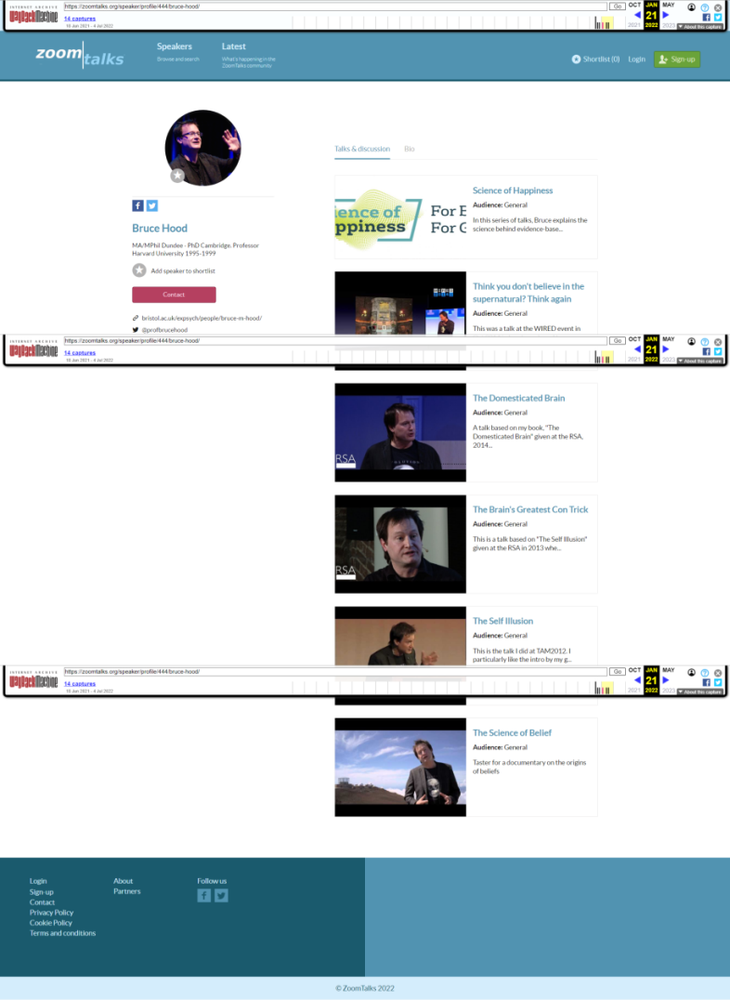 INTERNET ARCHIVE
WayBackMachine
https://zoomtalks.org/speaker/profile/444/bruce-hood/
Go
OCT JAN MAY
14 captures
21
10 Jan 2021 - 4 Jul 2022
2021 2022 2023
About this capture
zoom talks
Speakers
Browse and search
Latest
What's happening in the
ZoomTalks community
Shortlist (0)
Login
Sign-up
Talks & discussion
Bio
Bruce Hood
MA/MPhil Dundee - PhD Cambridge. Professor
Harvard University 1995-1999
Add speaker to shortlist
Contact
bristol.ac.uk/expsych/people/bruce-m-hood/
@profbrucehood
ience of
ppiness
For E
For G
Science of Happiness
Audience: General
In this series of talks, Bruce explains the
science behind evidence-base...
Think you don't believe in the
supernatural? Think again
Audience: General
This was a talk at the WIRED event in
INTERNET ARCHIVE
WayBackMachine
https://zoomtalks.org/speaker/profile/444/bruce-hood/
Go
OCT JAN MAY
14 captures
21
10 Jan 2021 - 4 Jul 2022
2021 2022 2023
About this capture
RSA
The Domesticated Brain
Audience: General
A talk based on my book, "The
Domesticated Brain" given at the RSA,
2014...
RSA
The Brain's Greatest Con Trick
Audience: General
This is a talk based on "The Self Illusion"
given at the RSA in 2013 whe...
The Self Illusion
Audience: General
This is the talk I did at TAM2012. I
particularly like the intro by my g...
INTERNET ARCHIVE
WayBackMachine
https://zoomtalks.org/speaker/profile/444/bruce-hood/
Go
OCT JAN MAY
14 captures
21
10 Jan 2021 - 4 Jul 2022
2021 2022 2023
About this capture
The Science of Belief
Audience: General
Taster for a documentary on the origins
of beliefs
Login
Sign-up
Contact
Privacy Policy
Cookie Policy
Terms and conditions
About
Partners
Follow us
© ZoomTalks 2022